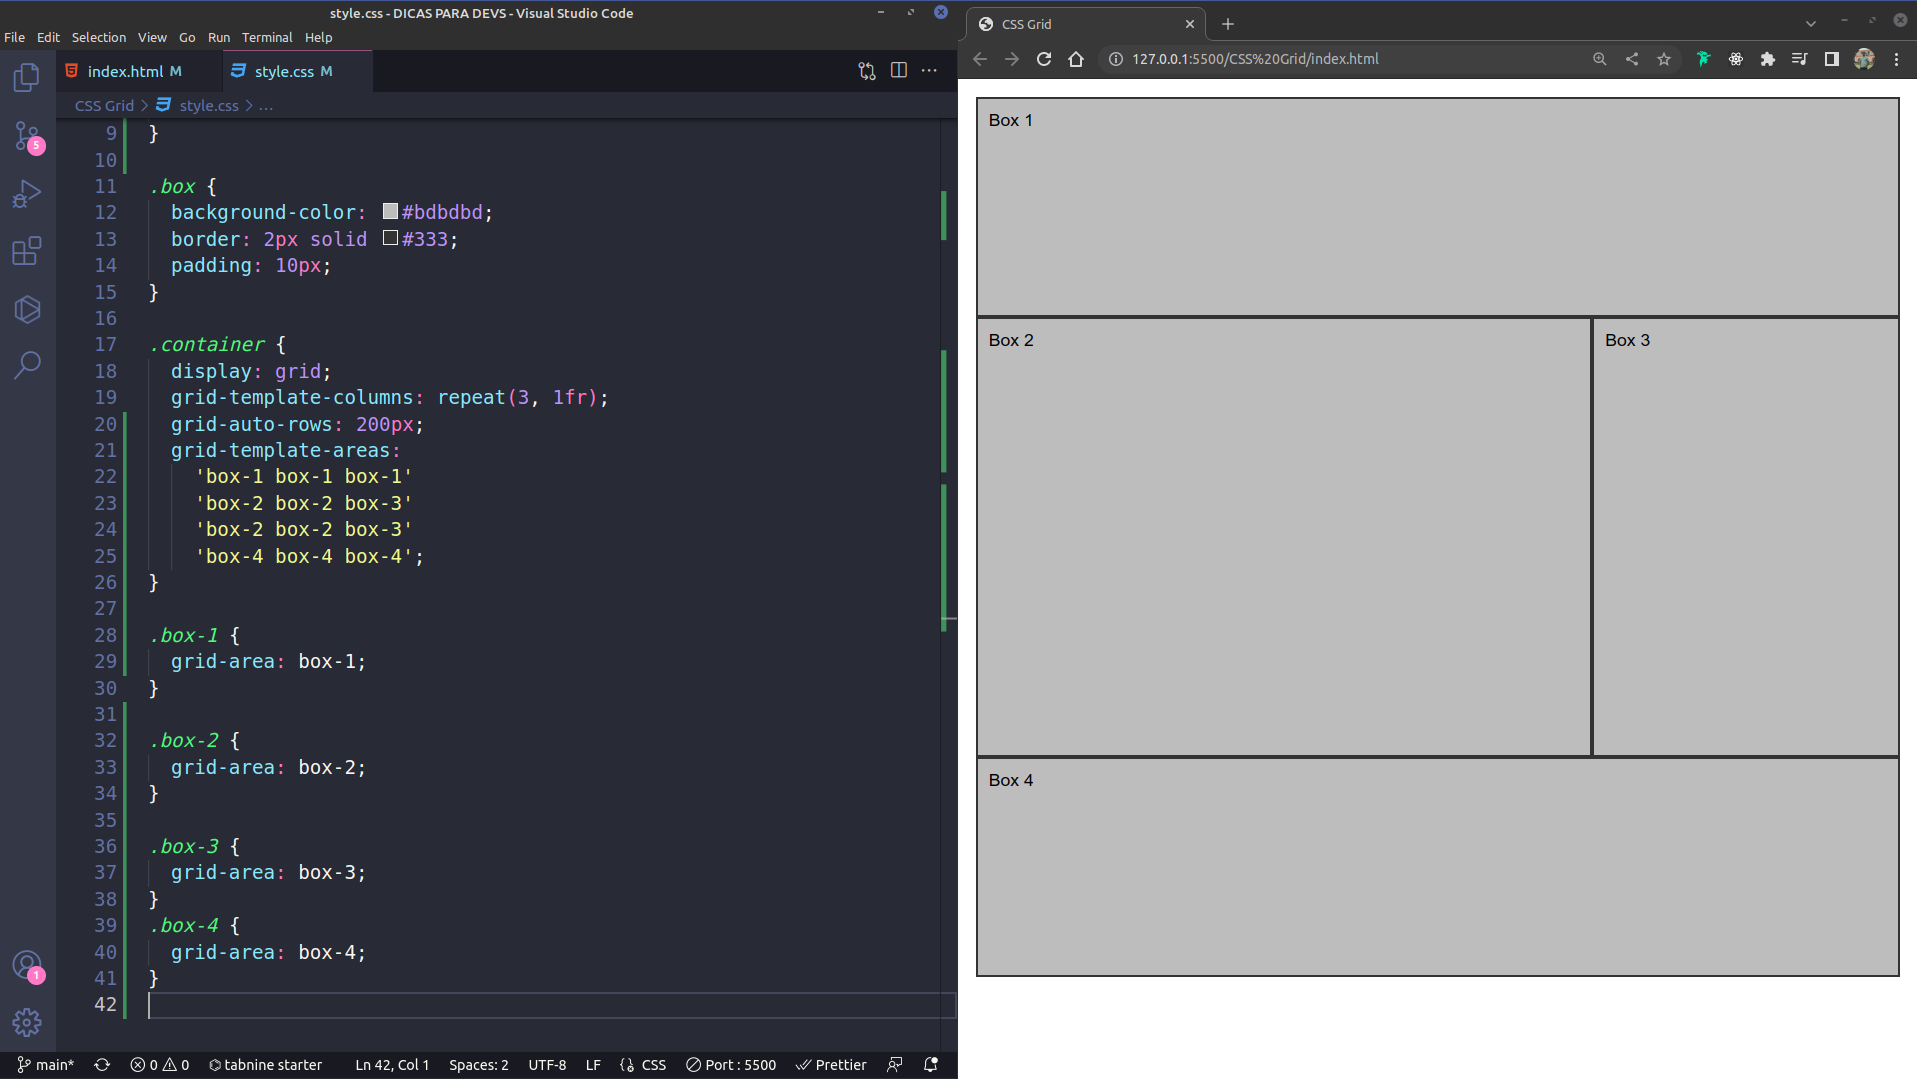 style.css - DICAS PARA DEVS - Visual Studio Code
File Edit Selection View Go Run Terminal Help
index.html M style.css M
CSS Grid > style.css > ...
9 }
10
11 .box {
12 background-color: #bdbdbd;
13 border: 2px solid #333;
14 padding: 10px;
15 }
16
17 .container {
18 display: grid;
19 grid-template-columns: repeat(3, 1fr);
20 grid-auto-rows: 200px;
21 grid-template-areas:
22 'box-1 box-1 box-1'
23 'box-2 box-2 box-3'
24 'box-2 box-2 box-3'
25 'box-4 box-4 box-4';
26 }
27
28 .box-1 {
29 grid-area: box-1;
30 }
31
32 .box-2 {
33 grid-area: box-2;
34 }
35
36 .box-3 {
37 grid-area: box-3;
38 }
39 .box-4 {
40 grid-area: box-4;
41 }
42
5
1
main* 0 0 tabnine starter Ln 42, Col 1 Spaces: 2 UTF-8 LF CSS Port : 5500 Prettier
CSS Grid
127.0.0.1:5500/CSS%20Grid/index.html
Box 1
Box 2
Box 3
Box 4